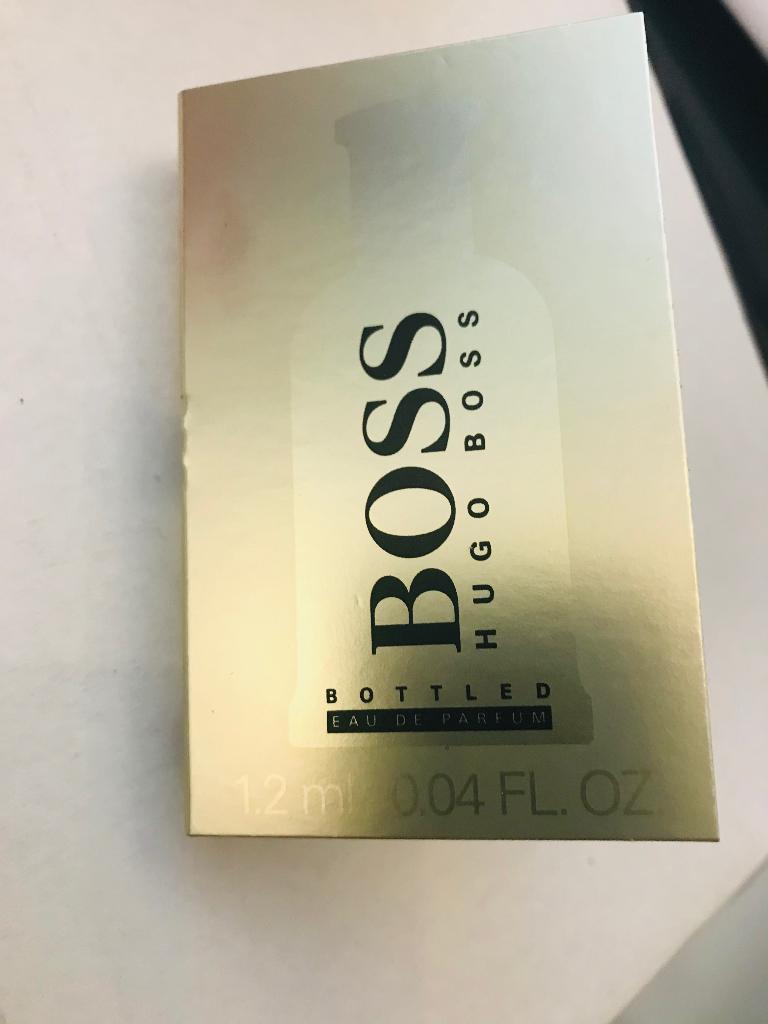 BOSS
HUGO BOSS
BOTTLED
EAU DE PARFUM
1.2 ml 0.04 FL. OZ.